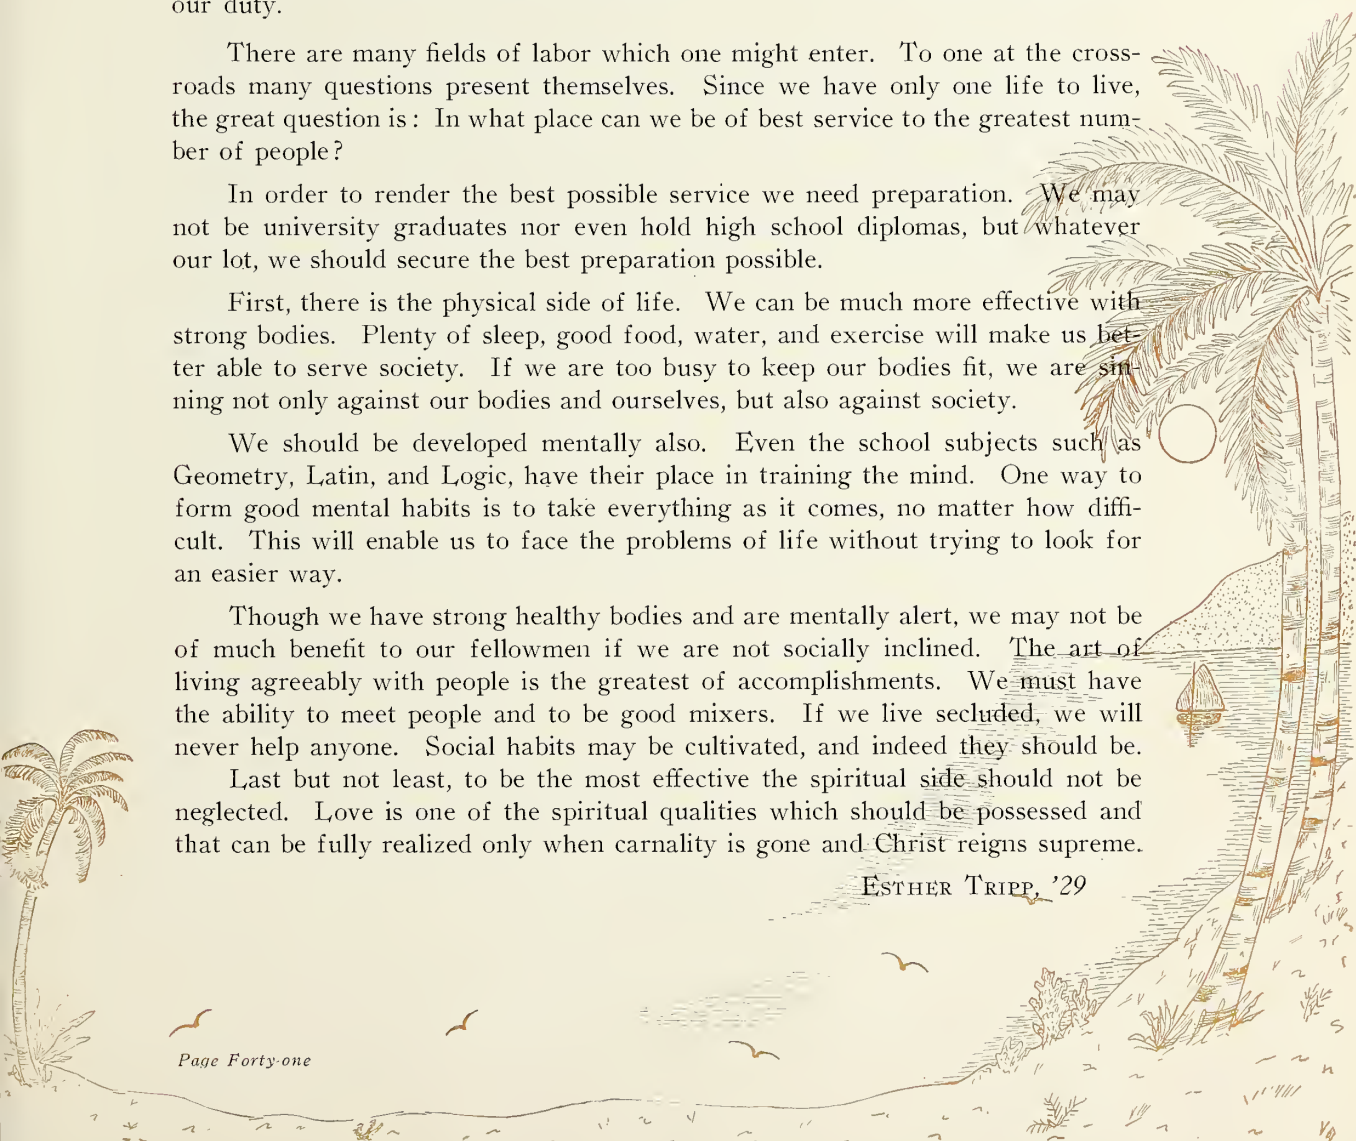 our duty.
There are many fields of labor which one might enter. To one at the cross-
roads many questions present themselves. Since we have only one life to live,
the great question is: In what place can we be of best service to the greatest num-
ber of people?
In order to render the best possible service we need preparation. We may
not be university graduates nor even hold high school diplomas, but whatever
our lot, we should secure the best preparation possible.
First, there is the physical side of life. We can be much more effective with
strong bodies. Plenty of sleep, good food, water, and exercise will make us bet-
ter able to serve society. If we are too busy to keep our bodies fit, we are sin-
ning not only against our bodies and ourselves, but also against society.
We should be developed mentally also. Even the school subjects such as
Geometry, Latin, and Logic, have their place in training the mind. One way to
form good mental habits is to take everything as it comes, no matter how diffi-
cult. This will enable us to face the problems of life without trying to look for
an easier way.
Though we have strong healthy bodies and are mentally alert, we may not be
of much benefit to our fellowmen if we are not socially inclined. The art of
living agreeably with people is the greatest of accomplishments. We must have
the ability to meet people and to be good mixers. If we live secluded, we will
never help anyone. Social habits may be cultivated, and indeed they should be.
Last but not least, to be the most effective the spiritual side should not be
neglected. Love is one of the spiritual qualities which should be possessed and
that can be fully realized only when carnality is gone and Christ reigns supreme.
Esther Tripp, '29
Page Forty-one